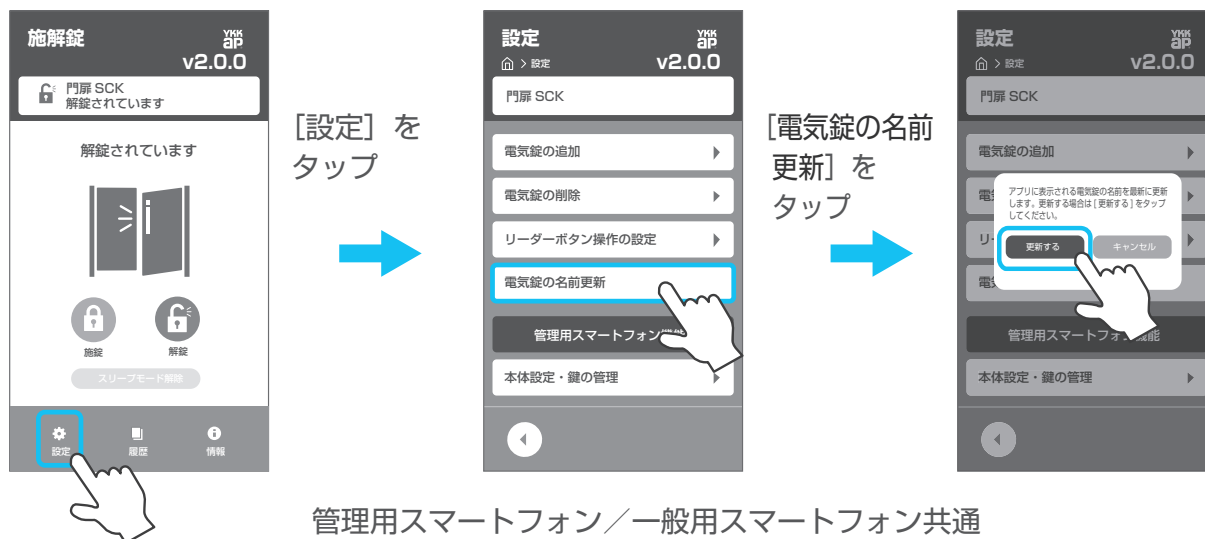 施解錠
YKK
ap
v2.0.0
門扉 SCK
解錠されています
解錠されています
施錠
解錠
スリープモード解除
設定
履歴
情報
［設定］を
タップ
設定
YKK
ap
> 設定
v2.0.0
門扉 SCK
電気錠の追加
電気錠の削除
リーダーボタン操作の設定
電気錠の名前更新
管理用スマートフォン機能
本体設定・鍵の管理
［電気錠の名前
更新］を
タップ
設定
YKK
ap
> 設定
v2.0.0
門扉 SCK
電気錠の追加
電気
リー
アプリに表示される電気錠の名前を最新に更新
します。更新する場合は [ 更新する ] をタップ
してください。
更新する
キャンセル
電気
管理用スマートフォン機能
本体設定・鍵の管理
管理用スマートフォン／一般用スマートフォン共通